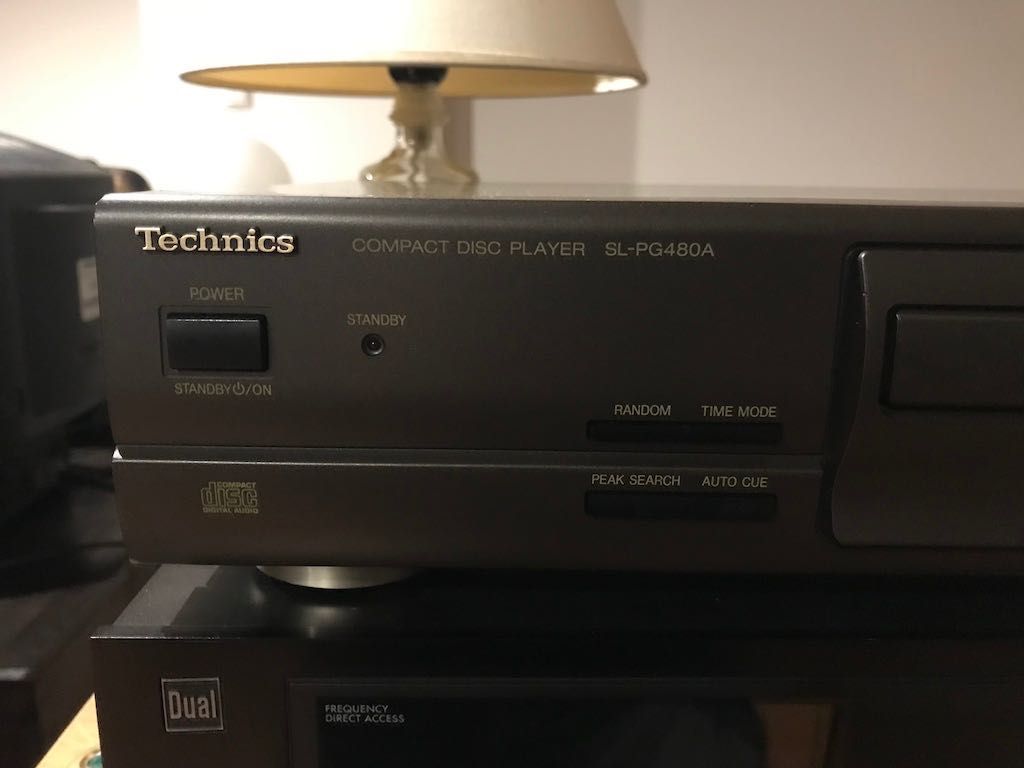 Technics
COMPACT DISC PLAYER SL-PG480A
POWER
STANDBY
STANDBY⏻/ON
RANDOM TIME MODE
PEAK SEARCH AUTO CUE
COMPACT
disc
DIGITAL AUDIO
Dual
FREQUENCY
DIRECT ACCESS